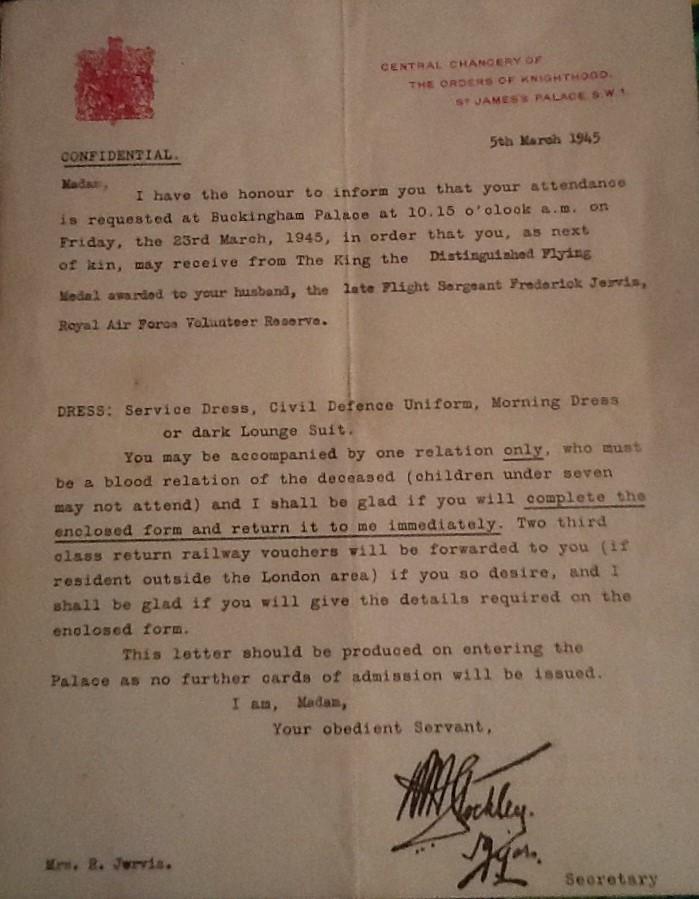 CENTRAL CHANCERY OF
THE ORDERS OF KNIGHTHOOD,
ST JAMES'S PALACE, S.W.1.
5th March 1945
CONFIDENTIAL.
Madam,
I have the honour to inform you that your attendance
is requested at Buckingham Palace at 10.15 o'clock a.m. on
Friday, the 23rd March, 1945, in order that you, as next
of kin, may receive from The King the Distinguished Flying
Medal awarded to your husband, the late Flight Sergeant Frederick Jervis,
Royal Air Force Volunteer Reserve.
DRESS: Service Dress, Civil Defence Uniform, Morning Dress
or dark Lounge Suit.
You may be accompanied by one relation only, who must
be a blood relation of the deceased (children under seven
may not attend) and I shall be glad if you will complete the
enclosed form and return it to me immediately. Two third
class return railway vouchers will be forwarded to you (if
resident outside the London area) if you so desire, and I
shall be glad if you will give the details required on the
enclosed form.
This letter should be produced on entering the
Palace as no further cards of admission will be issued.
I am, Madam,
Your obedient Servant,
Secretary
Mrs. R. Jervis.